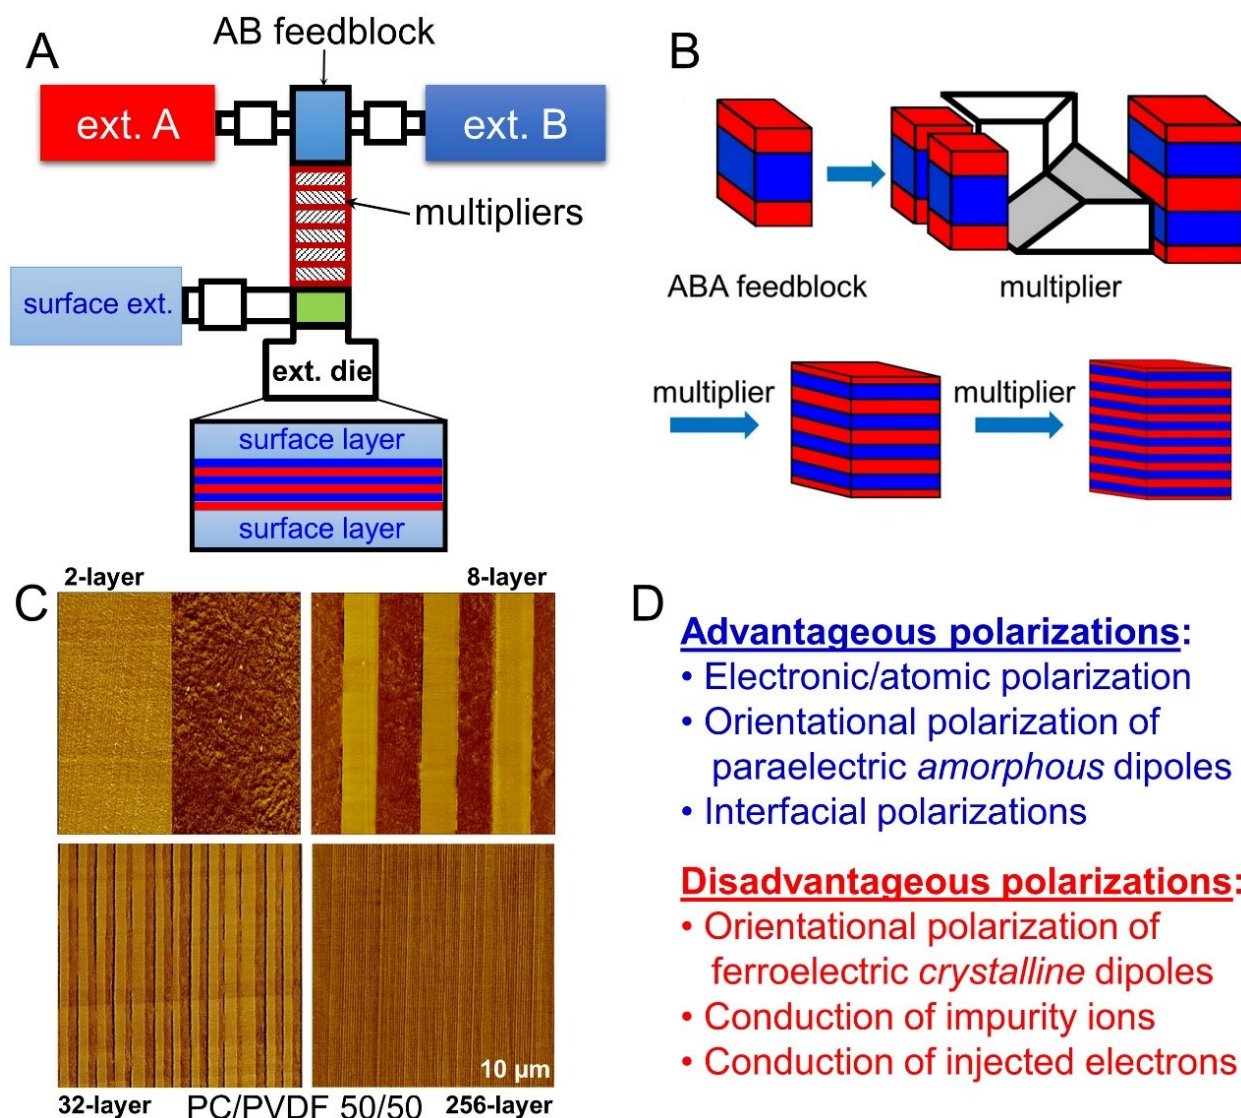 A
AB feedblock
ext. A
ext. B
multipliers
surface ext.
ext. die
surface layer
surface layer
B
ABA feedblock
multiplier
multiplier
multiplier
C
2-layer
8-layer
10 µm
32-layer
PC/PVDF 50/50
256-layer
D
Advantageous polarizations:
• Electronic/atomic polarization
• Orientational polarization of
paraelectric amorphous dipoles
• Interfacial polarizations
Disadvantageous polarizations:
• Orientational polarization of
ferroelectric crystalline dipoles
• Conduction of impurity ions
• Conduction of injected electrons